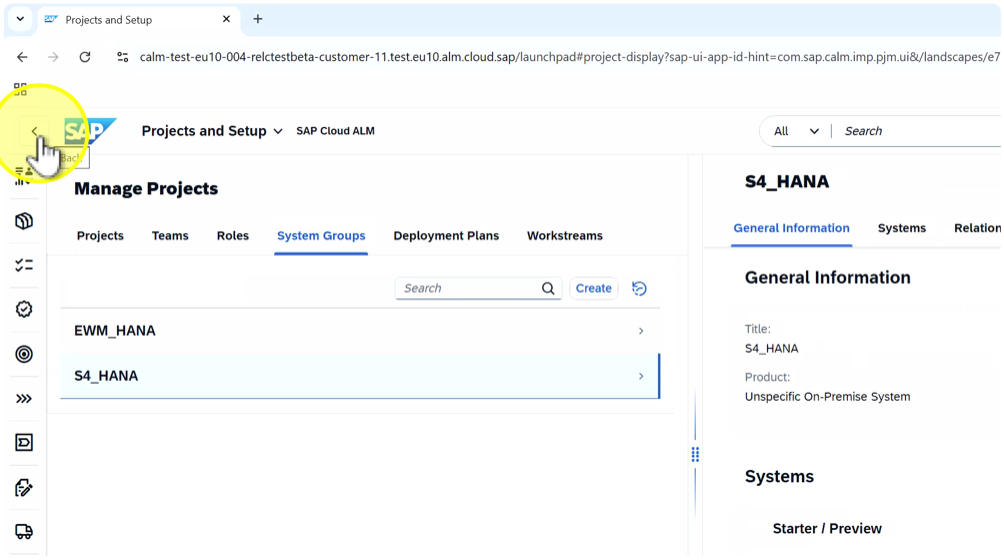 Projects and Setup
calm-test-eu10-004-relctestbeta-customer-11.test.eu10.alm.cloud.sap/launchpad#project-display?sap-ui-app-id-hint=com.sap.calm.imp.pjm.ui&/landscapes/e7
SAP Projects and Setup SAP Cloud ALM All Search
Back
Manage Projects
Projects Teams Roles System Groups Deployment Plans Workstreams
Search Create
EWM_HANA
S4_HANA
S4_HANA
General Information Systems Relation
General Information
Title:
S4_HANA
Product:
Unspecific On-Premise System
Systems
Starter / Preview